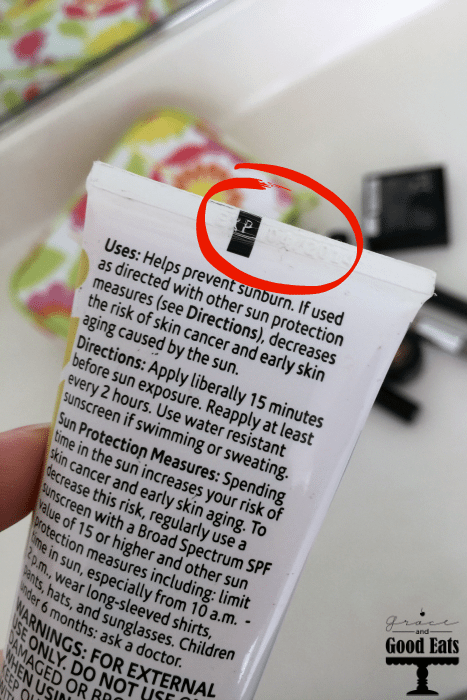 Uses: Helps prevent sunburn. If used
as directed with other sun protection
measures (see Directions), decreases
the risk of skin cancer and early skin
aging caused by the sun.
Directions: Apply liberally 15 minutes
before sun exposure. Reapply at least
every 2 hours. Use water resistant
sunscreen if swimming or sweating.
Sun Protection Measures: Spending
time in the sun increases your risk of
skin cancer and early skin aging. To
decrease this risk, regularly use a
sunscreen with a Broad Spectrum SPF
value of 15 or higher and other sun
protection measures including: limit
time in sun, especially from 10 a.m. -
2 p.m., wear long-sleeved shirts,
pants, hats, and sunglasses. Children
under 6 months: ask a doctor.
WARNINGS: FOR EXTERNAL
USE ONLY. DO NOT USE
DAMAGED OR
WHEN USING
grace
and
Good Eats